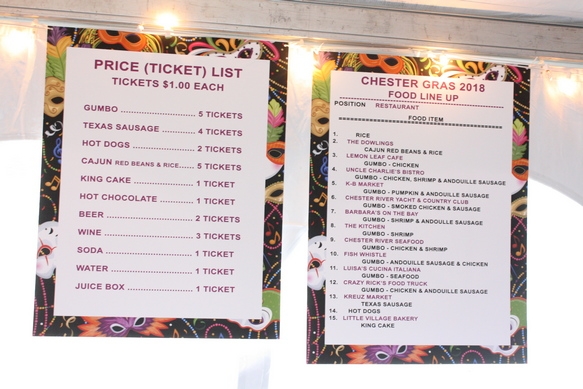 PRICE (TICKET) LIST
TICKETS $1.00 EACH
GUMBO ........................ 5 TICKETS
TEXAS SAUSAGE .......... 4 TICKETS
HOT DOGS ...................... 2 TICKETS
CAJUN RED BEANS & RICE...... 5 TICKETS
KING CAKE ..................... 1 TICKET
HOT CHOCOLATE ........... 1 TICKET
BEER ............................... 2 TICKETS
WINE ............................... 3 TICKETS
SODA ............................... 1 TICKET
WATER ............................ 1 TICKET
JUICE BOX ...................... 1 TICKET
CHESTER GRAS 2018
FOOD LINE UP
POSITION RESTAURANT
FOOD ITEM
1. RICE
2. THE DOWLINGS
CAJUN RED BEANS & RICE
3. LEMON LEAF CAFE
GUMBO - CHICKEN
4. UNCLE CHARLIE'S BISTRO
GUMBO - CHICKEN, SHRIMP & ANDOUILLE SAUSAGE
5. K-B MARKET
GUMBO - PUMPKIN & ANDOUILLE SAUSAGE
6. CHESTER RIVER YACHT & COUNTRY CLUB
GUMBO - SMOKED CHICKEN & SAUSAGE
7. BARBARA'S ON THE BAY
GUMBO - SHRIMP & ANDOUILLE SAUSAGE
8. THE KITCHEN
GUMBO - SHRIMP
9. CHESTER RIVER SEAFOOD
GUMBO - CHICKEN & SHRIMP
10. FISH WHISTLE
GUMBO - ANDOUILLE SAUSAGE & CHICKEN
11. LUISA'S CUCINA ITALIANA
GUMBO - SEAFOOD
12. CRAZY RICK'S FOOD TRUCK
GUMBO - CHICKEN & ANDOUILLE SAUSAGE
13. KREUZ MARKET
TEXAS SAUSAGE
14. HOT DOGS
15. LITTLE VILLAGE BAKERY
KING CAKE